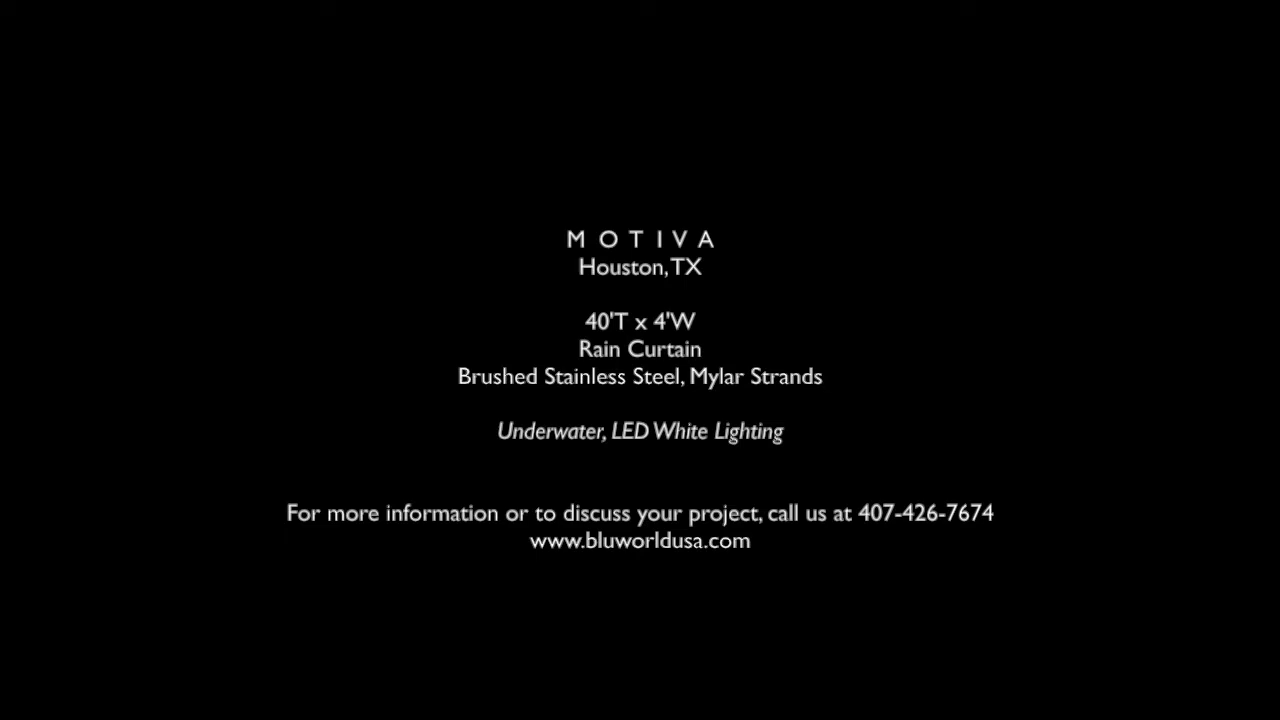 M O T I V A
Houston, TX
40'T x 4'W
Rain Curtain
Brushed Stainless Steel, Mylar Strands
Underwater, LED White Lighting
For more information or to discuss your project, call us at 407-426-7674
www.bluworldusa.com